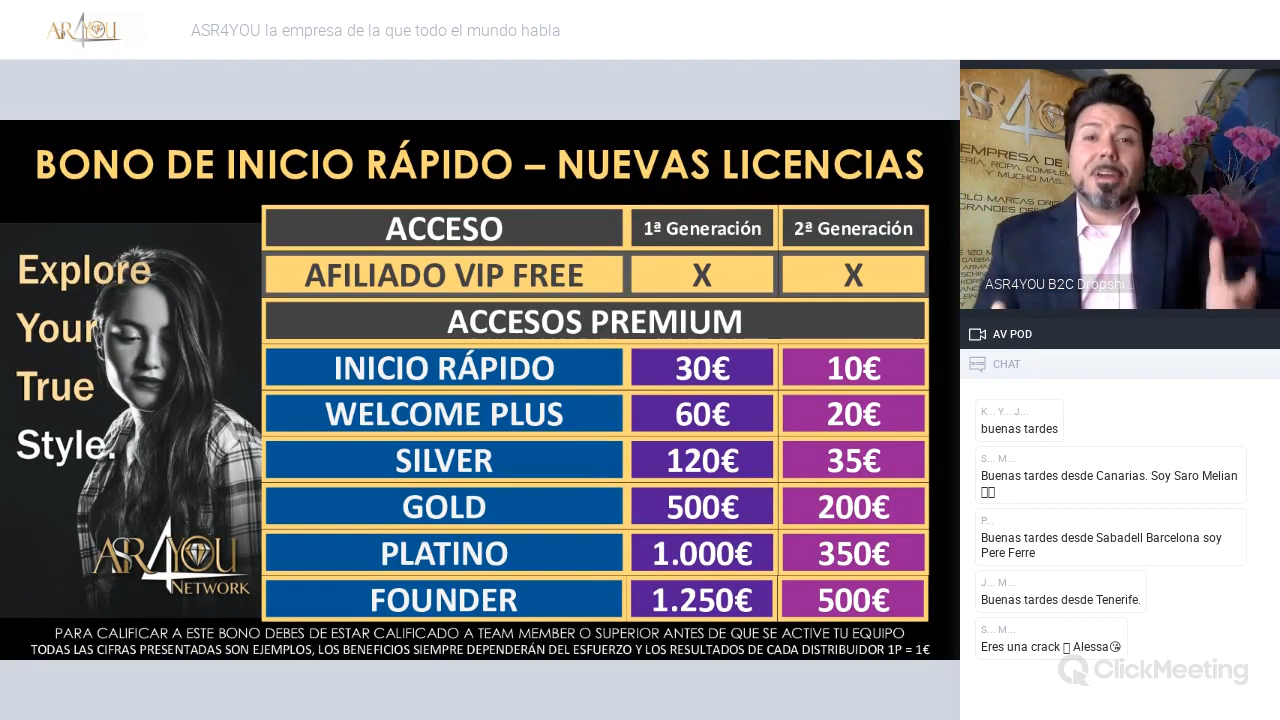 AR4YOU
ASR4YOU la empresa de la que todo el mundo habla
BONO DE INICIO RÁPIDO – NUEVAS LICENCIAS
Explore
Your
True
Style.
ASR4YOU
NETWORK
ACCESO 1ª Generación 2ª Generación
AFILIADO VIP FREE X X
ACCESOS PREMIUM
INICIO RÁPIDO 30€ 10€
WELCOME PLUS 60€ 20€
SILVER 120€ 35€
GOLD 500€ 200€
PLATINO 1.000€ 350€
FOUNDER 1.250€ 500€
PARA CALIFICAR A ESTE BONO DEBES DE ESTAR CALIFICADO A TEAM MEMBER O SUPERIOR ANTES DE QUE SE ACTIVE TU EQUIPO
TODAS LAS CIFRAS PRESENTADAS SON EJEMPLOS, LOS BENEFICIOS SIEMPRE DEPENDERÁN DEL ESFUERZO Y LOS RESULTADOS DE CADA DISTRIBUIDOR 1P = 1€
EMPRESA DE
Y MUCHO MÁS
ASR4YOU B2C Dropshi...
AV POD
CHAT
K... Y... J...
buenas tardes
S... M...
Buenas tardes desde Canarias. Soy Saro Melian
P...
Buenas tardes desde Sabadell Barcelona soy
Pere Ferre
J... M...
Buenas tardes desde Tenerife.
S... M...
Eres una crack Alessa😘
ClickMeeting